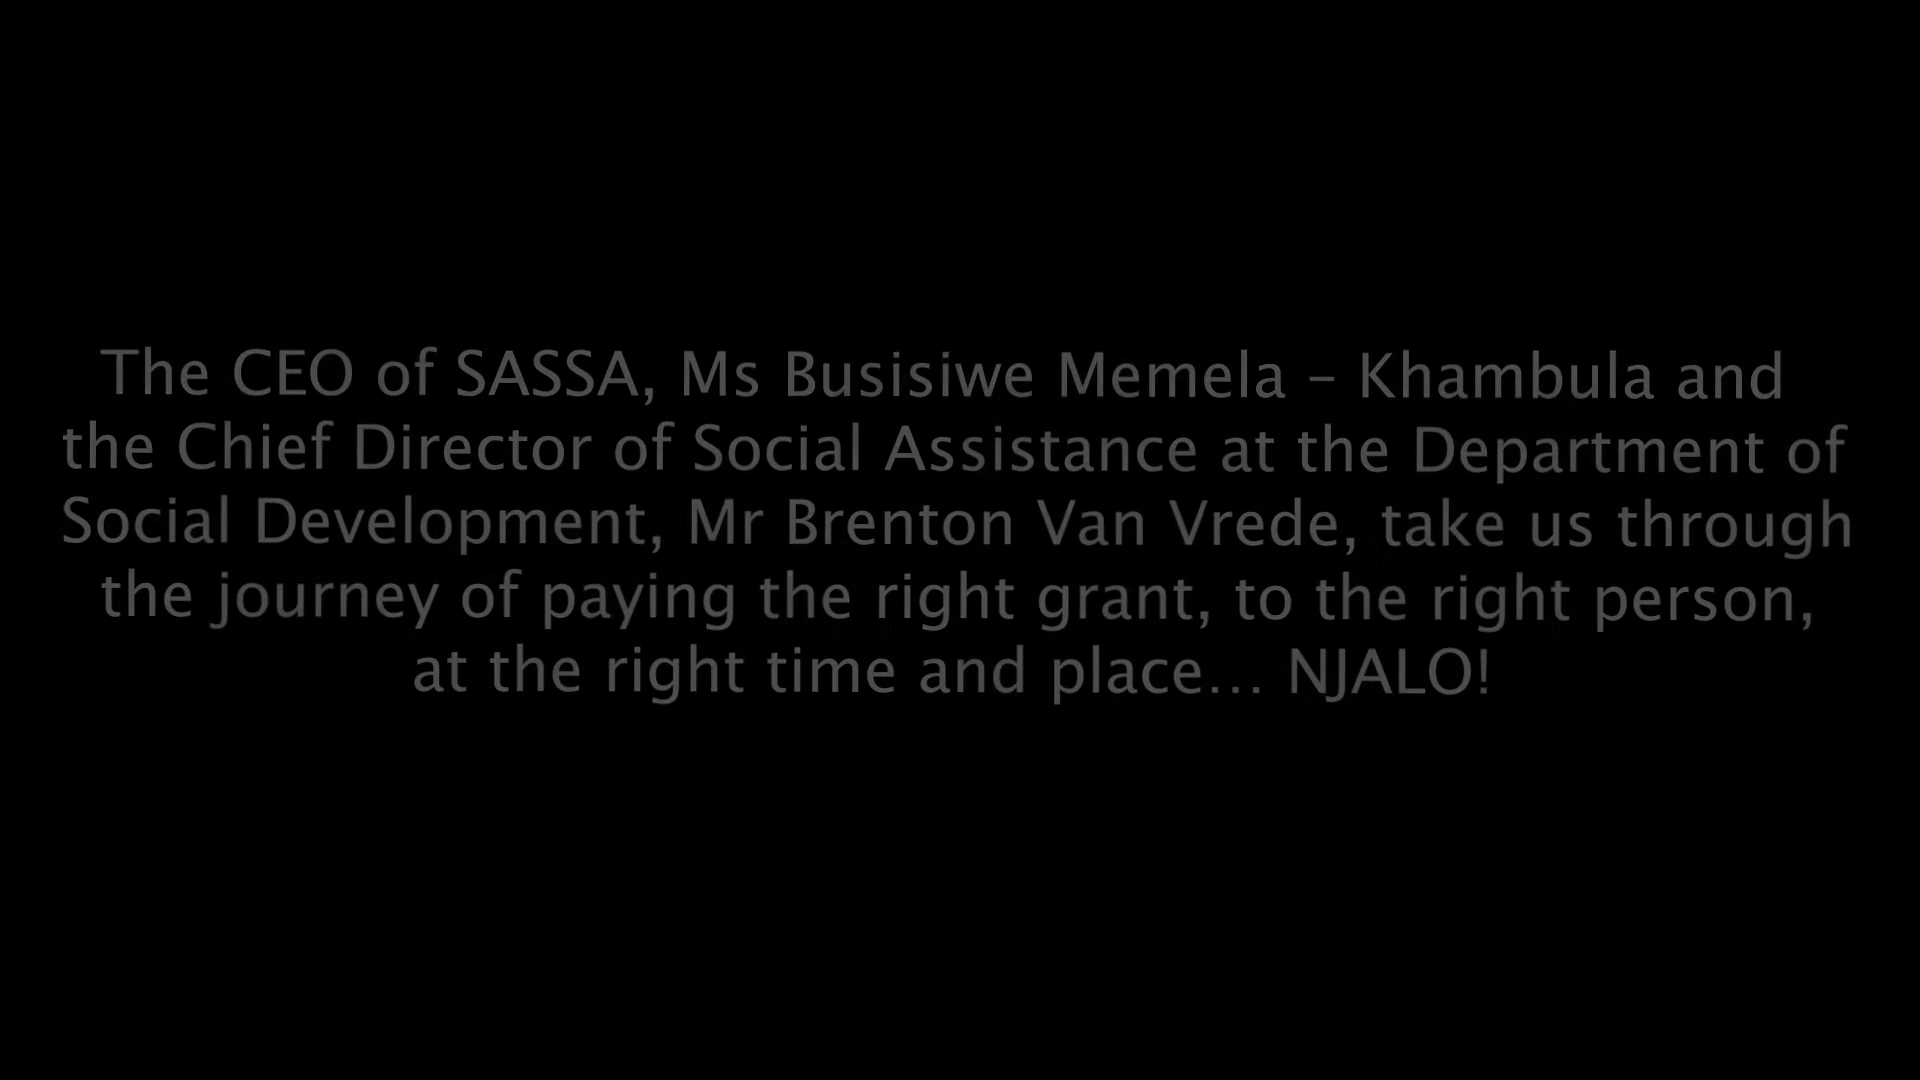 The CEO of SASSA, Ms Busisiwe Memela – Khambula and
the Chief Director of Social Assistance at the Department of
Social Development, Mr Brenton Van Vrede, take us through
the journey of paying the right grant, to the right person,
at the right time and place... NJALO!